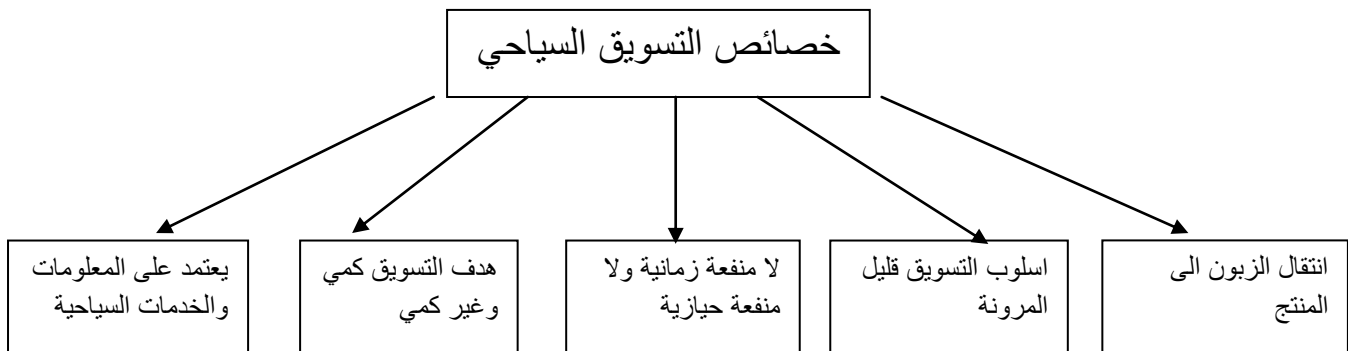 خصائص التسويق السياحي
انتقال الزبون الى
المنتج
اسلوب التسويق قليل
المرونة
لا منفعة زمانية ولا
منفعة حيازية
هدف التسويق كمي
وغير كمي
يعتمد على المعلومات
والخدمات السياحية